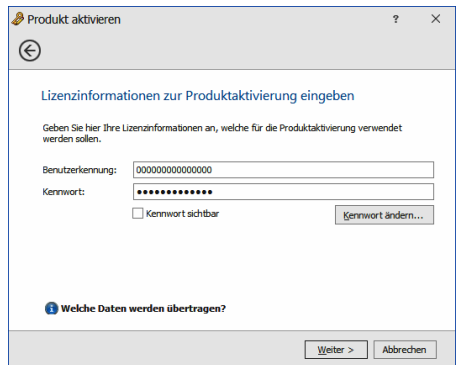 Produkt aktivieren
?
Lizenzinformationen zur Produktaktivierung eingeben
Geben Sie hier Ihre Lizenzinformationen an, welche für die Produktaktivierung verwendet
werden sollen.
Benutzerkennung: 000000000000000
Kennwort: ●●●●●●●●●●●●●
Kennwort sichtbar
Kennwort ändern...
Welche Daten werden übertragen?
Weiter > Abbrechen